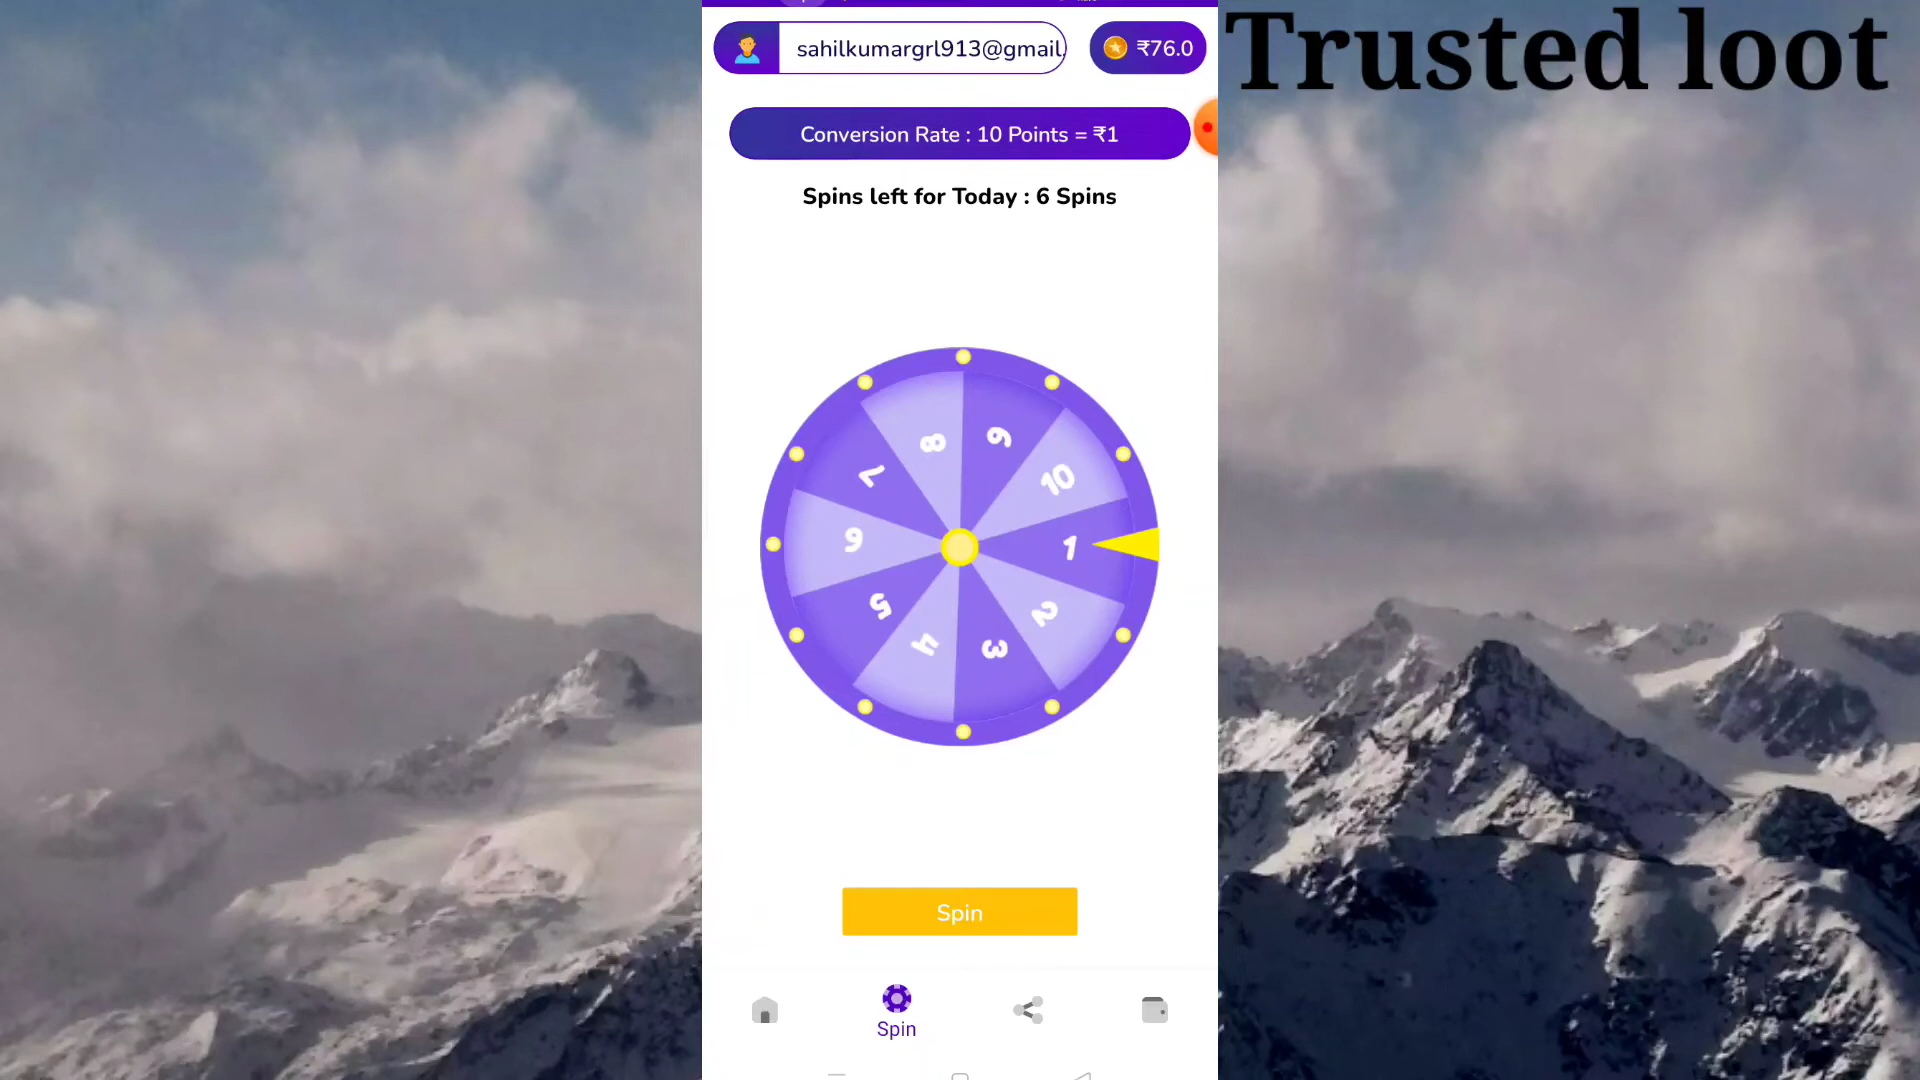 Trusted loot
sahilkumargrl913@gmail.
₹76.0
Conversion Rate : 10 Points = ₹1
Spins left for Today : 6 Spins
8
9
7
10
6
1
5
2
4
3
Spin
Spin